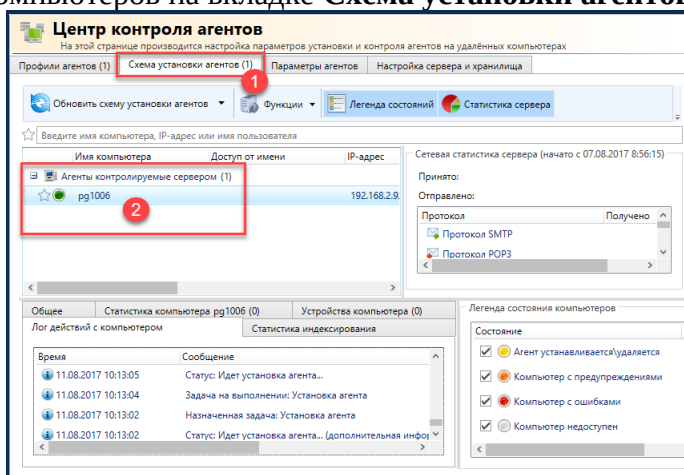 омпьютеров на вкладке Схема установки агентов
Центр контроля агентов
На этой странице производится настройка параметров установки и контроля агентов на удалённых компьютерах
Профили агентов (1) Схема установки агентов (1) Параметры агентов Настройка сервера и хранилища
1
Обновить схему установки агентов Функции Легенда состояний Статистика сервера
Введите имя компьютера, IP-адрес или имя пользователя
Имя компьютера Доступ от имени IP-адрес
Агенты контролируемые сервером (1)
pg1006 192.168.2.9
2
Сетевая статистика сервера (начато с 07.08.2017 8:56:15)
Принято:
Отправлено:
Протокол Получено
Протокол SMTP
Протокол POP3
Общее Статистика компьютера pg1006 (0) Устройства компьютера (0)
Лог действий с компьютером Статистика индексирования
Время Сообщение
11.08.2017 10:13:05 Статус: Идет установка агента...
11.08.2017 10:13:04 Задача на выполнении: Установка агента
11.08.2017 10:13:02 Назначенная задача: Установка агента
11.08.2017 10:13:02 Статус: Идет установка агента... (дополнительная инфор
Легенда состояния компьютеров
Состояние
Агент устанавливается\удаляется
Компьютер с предупреждениями
Компьютер с ошибками
Компьютер недоступен